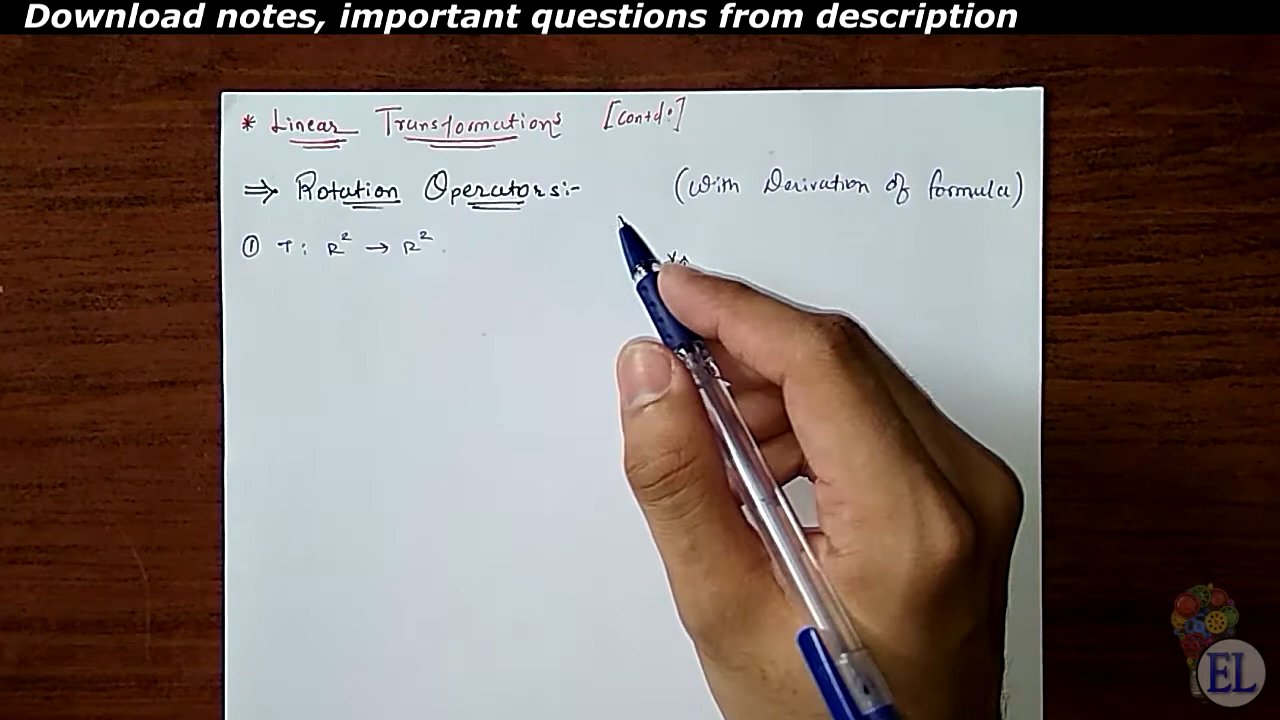 Download notes, important questions from description
* Linear Transformations [Contd:]
⇒ Rotation Operators:- (With Derivation of formula)
① T: R² → R²
Y
EL